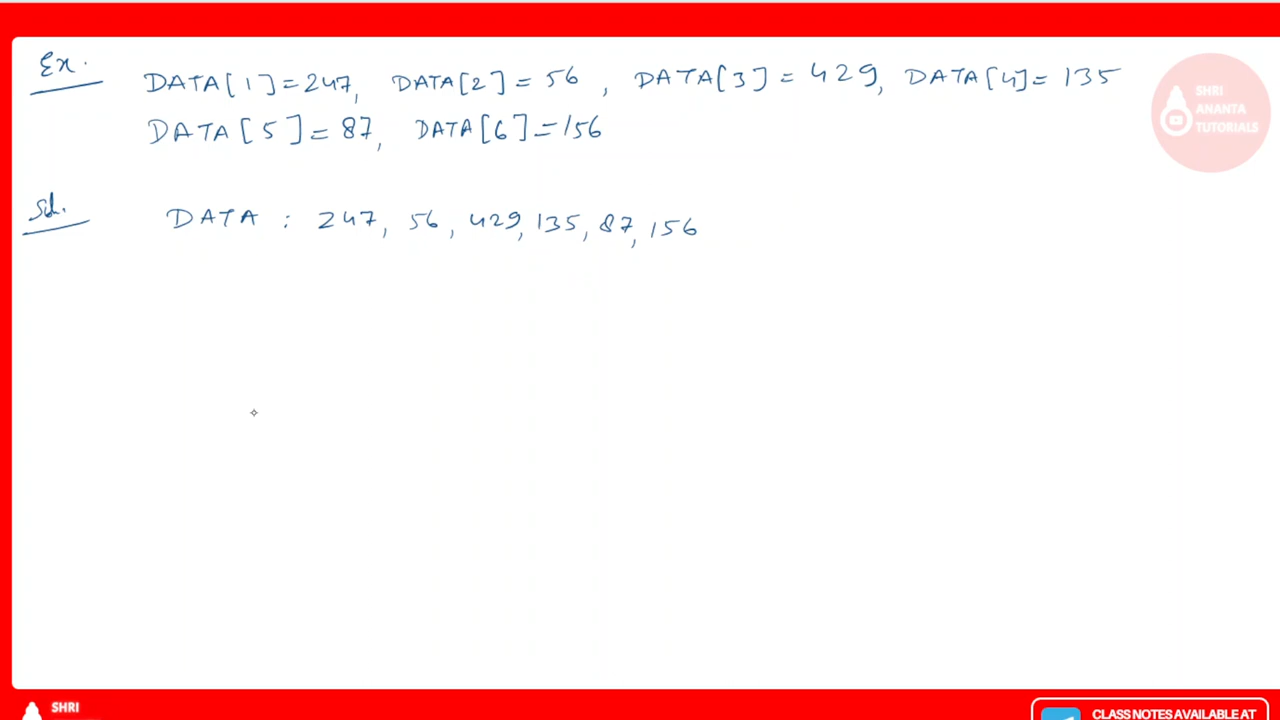 Ex.
DATA[1]=247, DATA[2]=56, DATA[3]=429, DATA[4]=135
DATA[5]=87, DATA[6]=156
Sol.
DATA : 247, 56, 429, 135, 87, 156
SHRI
ANANTA
TUTORIALS
SHRI
CLASS NOTES AVAILABLE AT